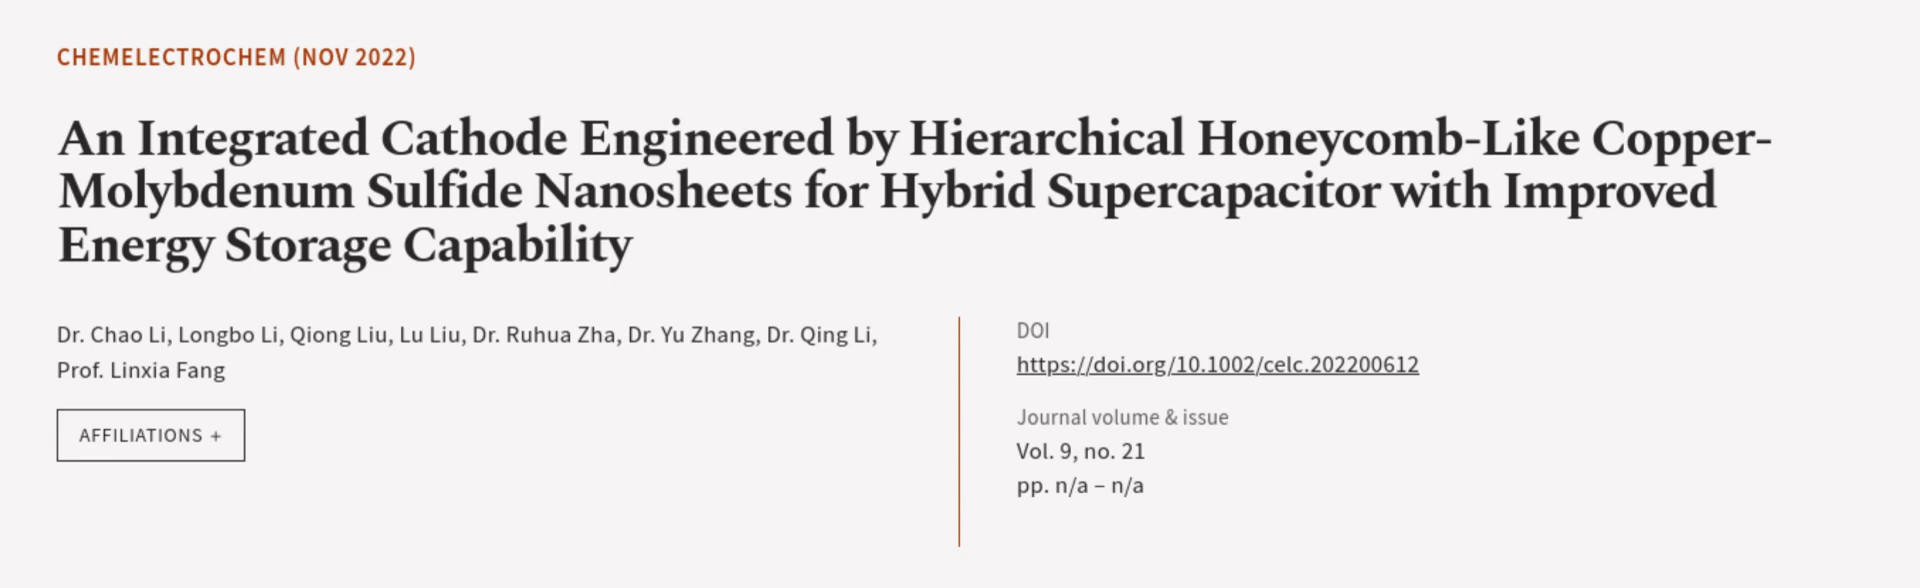 CHEMELECTROCHEM (NOV 2022)
An Integrated Cathode Engineered by Hierarchical Honeycomb-Like Copper-
Molybdenum Sulfide Nanosheets for Hybrid Supercapacitor with Improved
Energy Storage Capability
Dr. Chao Li, Longbo Li, Qiong Liu, Lu Liu, Dr. Ruhua Zha, Dr. Yu Zhang, Dr. Qing Li,
Prof. Linxia Fang
AFFILIATIONS +
DOI
https://doi.org/10.1002/celc.202200612
Journal volume & issue
Vol. 9, no. 21
pp. n/a – n/a